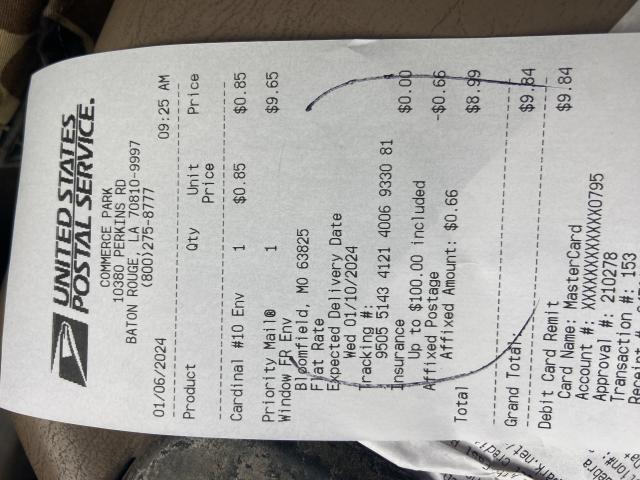 UNITED STATES
POSTAL SERVICE.
COMMERCE PARK
10380 PERKINS RD
BATON ROUGE, LA 70810-9997
(800)275-8777
01/06/2024 09:25 AM
Product Qty Unit Price
Price
Cardinal #10 Env 1 $0.85 $0.85
Priority Mail® 1 $9.65
Window FR Env
Bloomfield, MO 63825
Flat Rate
Expected Delivery Date
Wed 01/10/2024
Tracking #:
9505 5143 4121 4006 9330 81
Insurance $0.00
Up to $100.00 included
Affixed Postage -$0.66
Affixed Amount: $0.66
Total $8.99
Grand Total: $9.84
Debit Card Remit $9.84
Card Name: MasterCard
Account #: XXXXXXXXXXXX0795
Approval #: 210278
Transaction #: 153
Receipt #